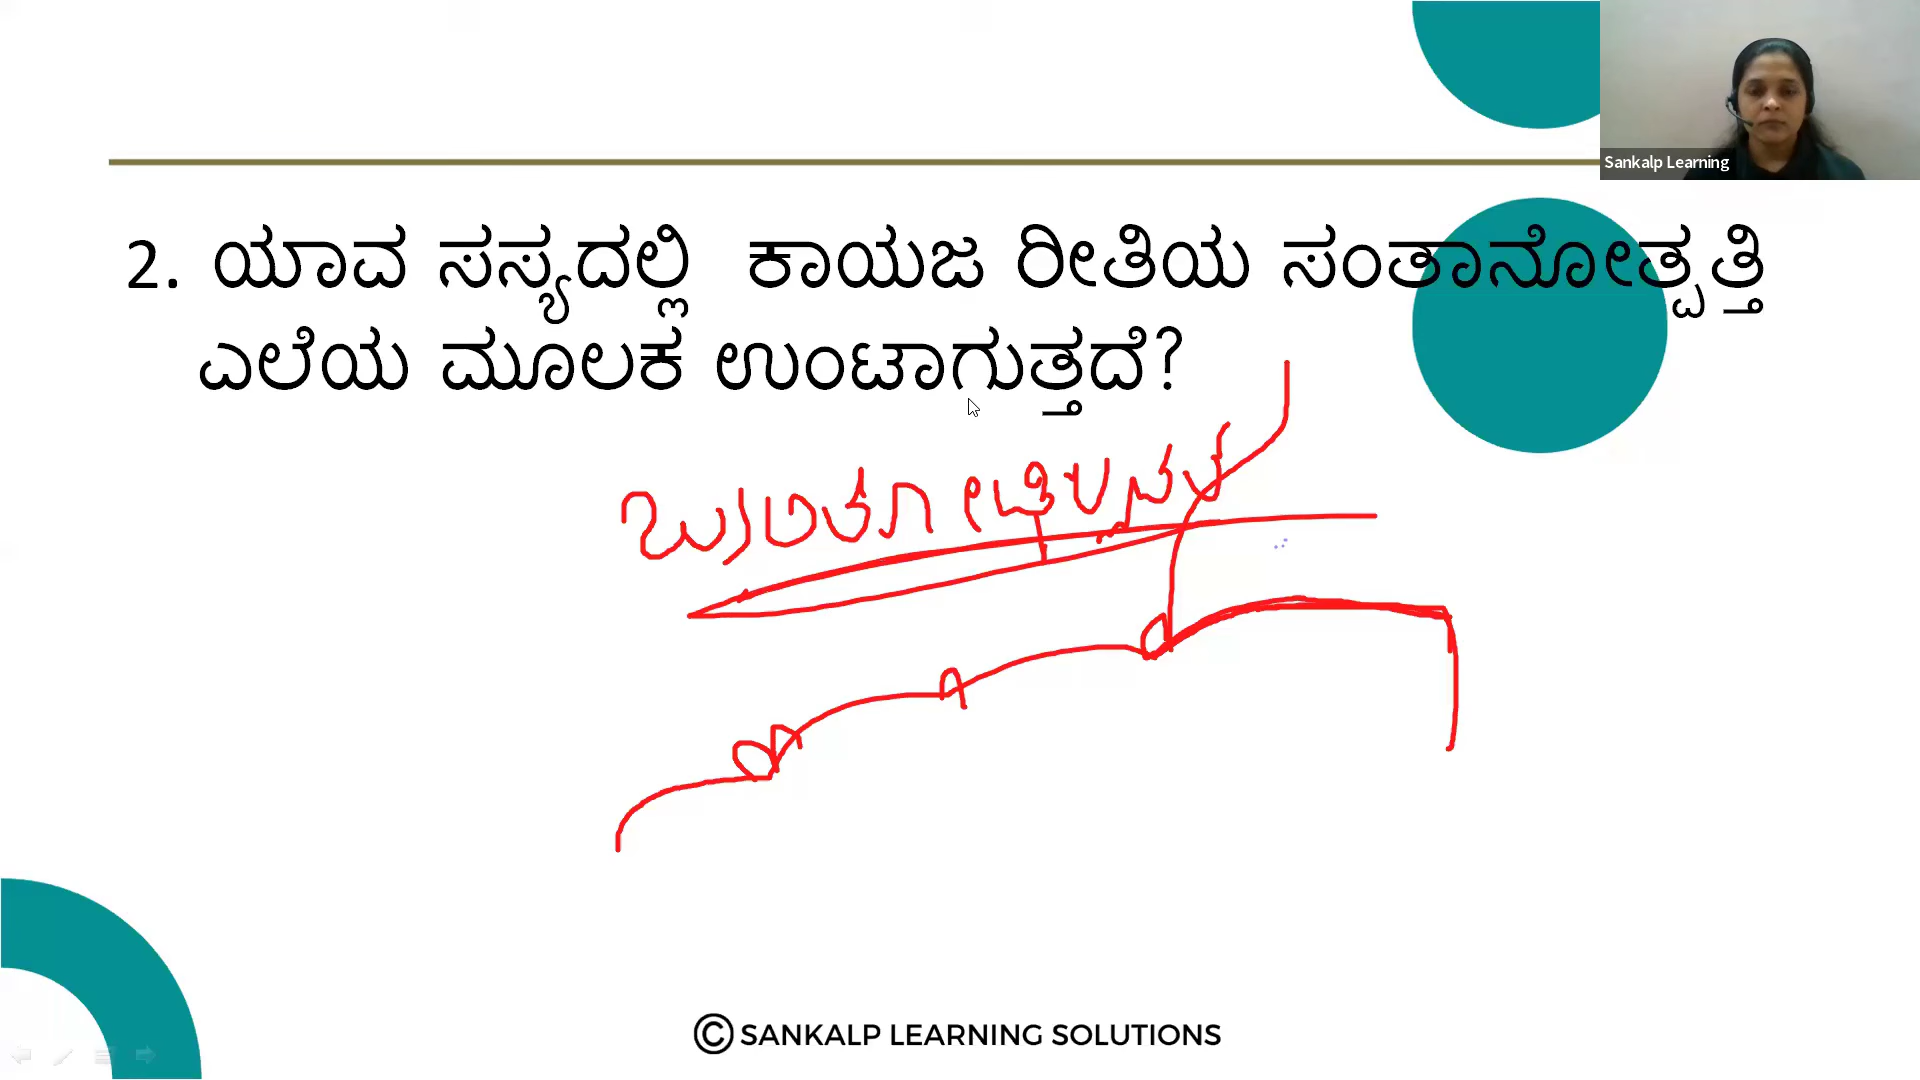 Sankalp Learning
2. ಯಾವ ಸಸ್ಯದಲ್ಲಿ ಕಾಯಜ ರೀತಿಯ ಸಂತಾನೋತ್ಪತ್ತಿ
ಎಲೆಯ ಮೂಲಕ ಉಂಟಾಗುತ್ತದೆ?
© SANKALP LEARNING SOLUTIONS